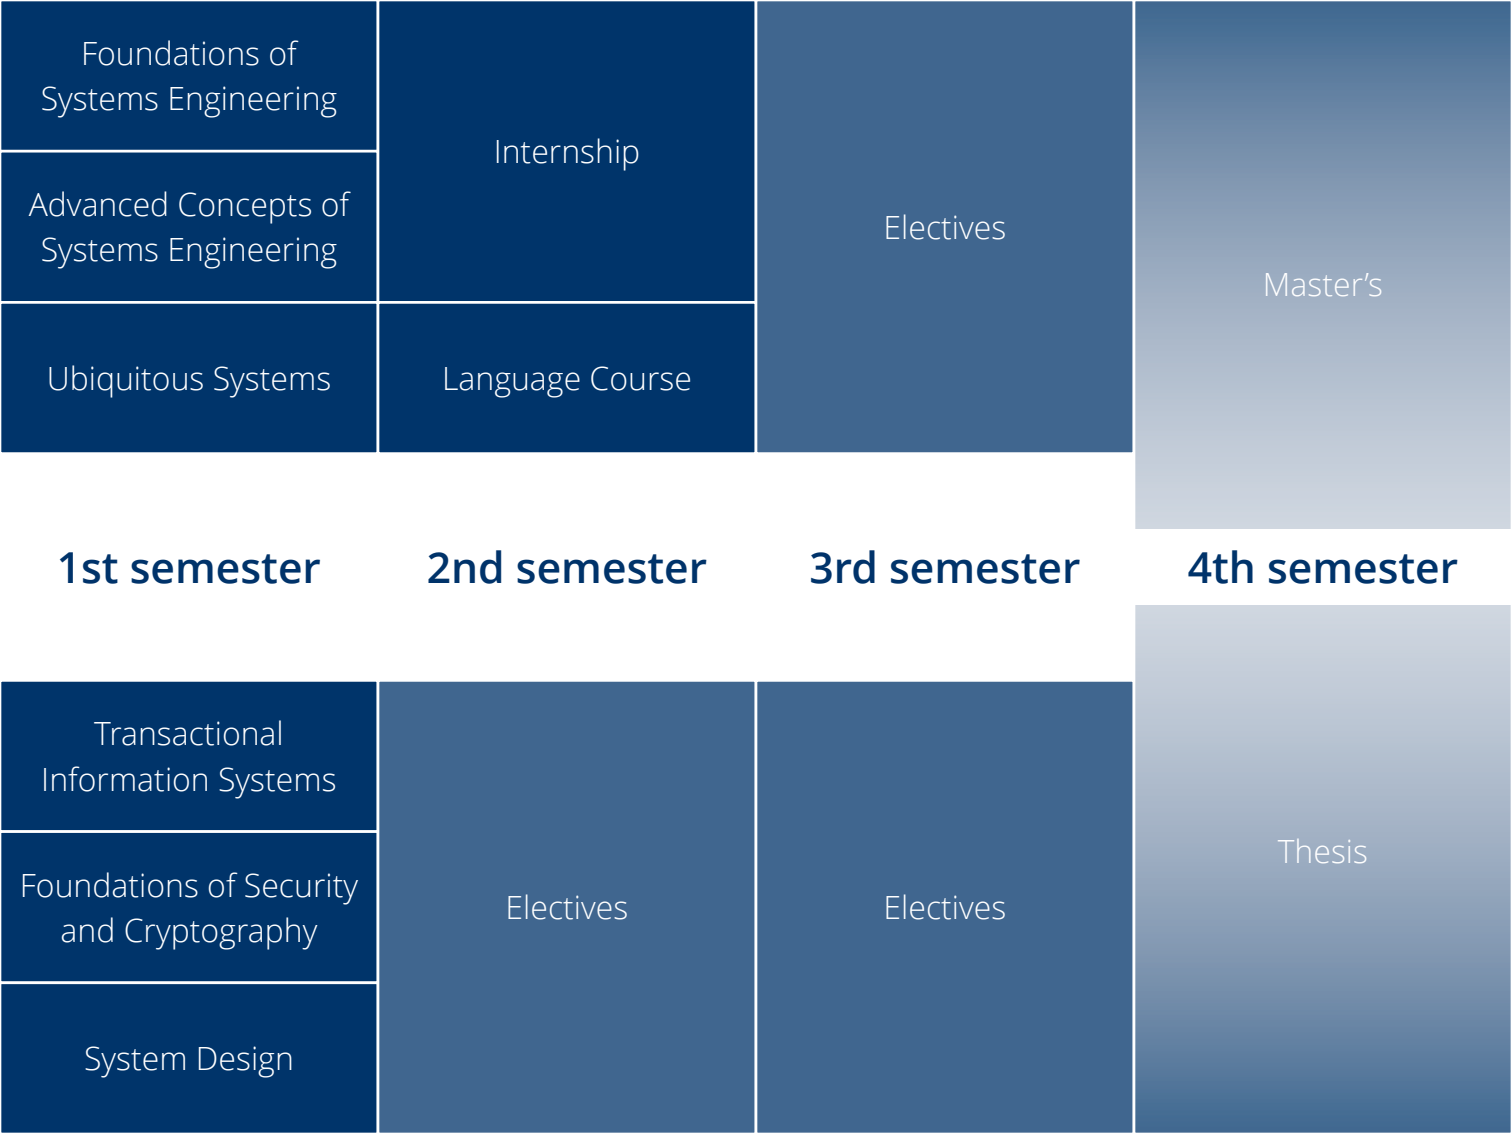 Foundations of
Systems Engineering
Advanced Concepts of
Systems Engineering
Ubiquitous Systems
Internship
Language Course
Electives
Master’s
1st semester
2nd semester
3rd semester
4th semester
Transactional
Information Systems
Foundations of Security
and Cryptography
System Design
Electives
Electives
Thesis